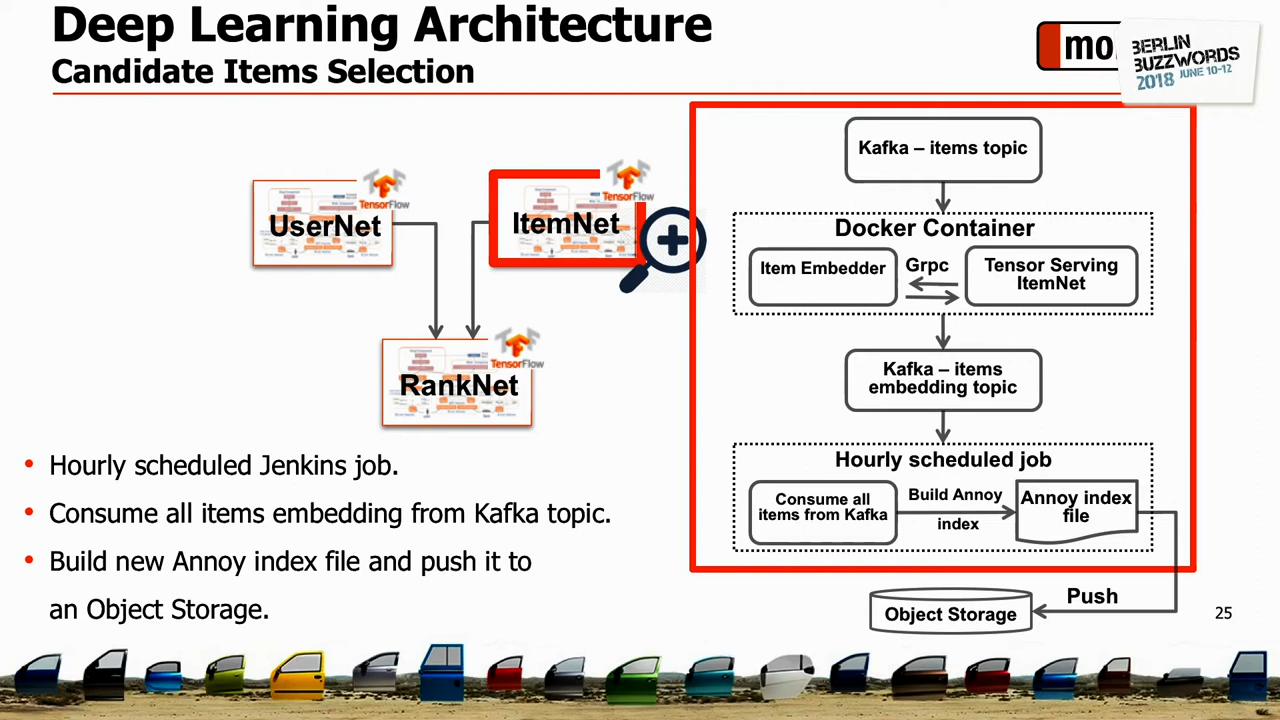 Deep Learning Architecture
Candidate Items Selection
BERLIN
BUZZWORDS
2018 JUNE 10-12
Kafka – items topic
Docker Container
Item Embedder
Grpc
Tensor Serving
ItemNet
Kafka – items
embedding topic
Hourly scheduled job
Consume all
items from Kafka
Build Annoy
index
Annoy index
file
Push
Object Storage
TensorFlow
UserNet
TensorFlow
ItemNet
TensorFlow
RankNet
• Hourly scheduled Jenkins job.
• Consume all items embedding from Kafka topic.
• Build new Annoy index file and push it to
an Object Storage.
25